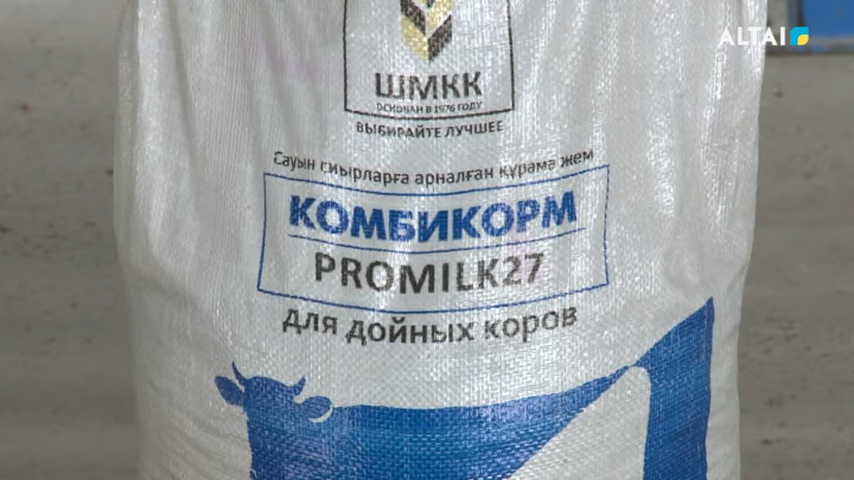 ALTAI
ШМКК
ОСНОВАН В 1976 ГОДУ
ВЫБИРАЙТЕ ЛУЧШЕЕ
Сауын сиырларға арналған құрама жем
КОМБИКОРМ
PROMILK27
для дойных коров